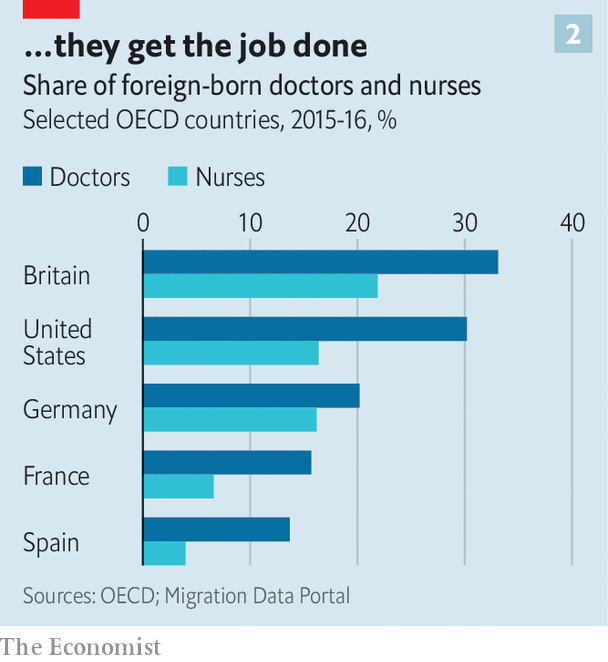 …they get the job done
2
Share of foreign-born doctors and nurses
Selected OECD countries, 2015-16, %
Doctors Nurses
0 10 20 30 40
Britain
United
States
Germany
France
Spain
Sources: OECD; Migration Data Portal
The Economist